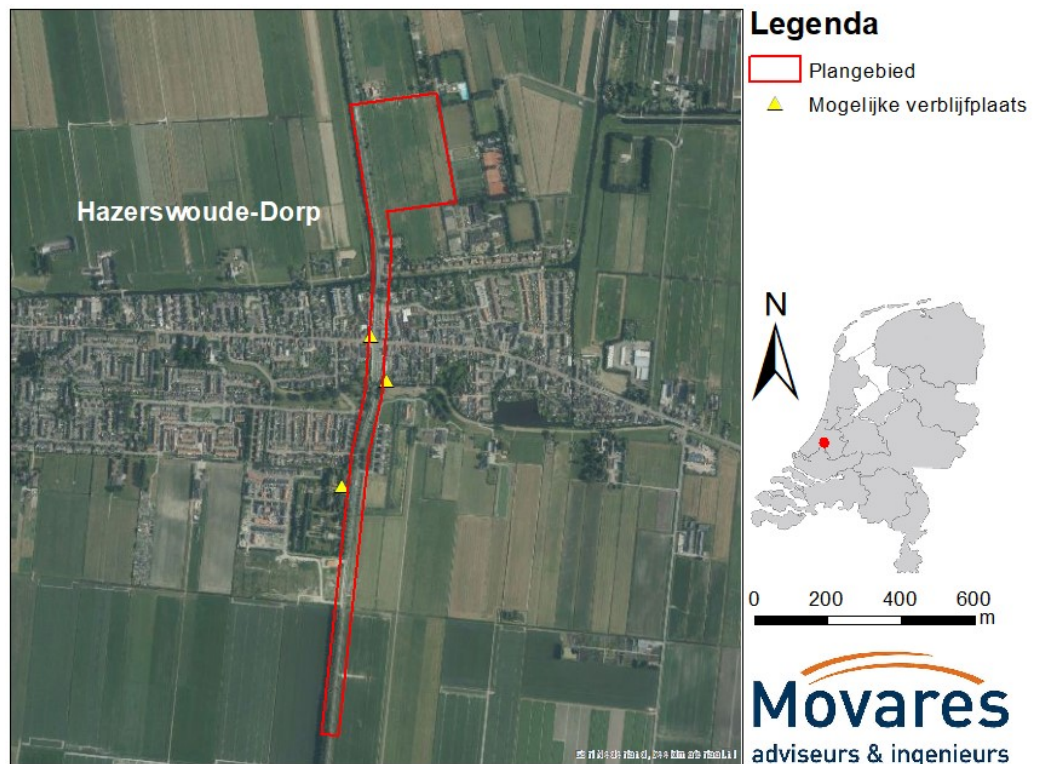 Legenda
Plangebied
Mogelijke verblijfplaats
Hazerswoude-Dorp
N
0 200 400 600
m
Movares
adviseurs & ingenieurs